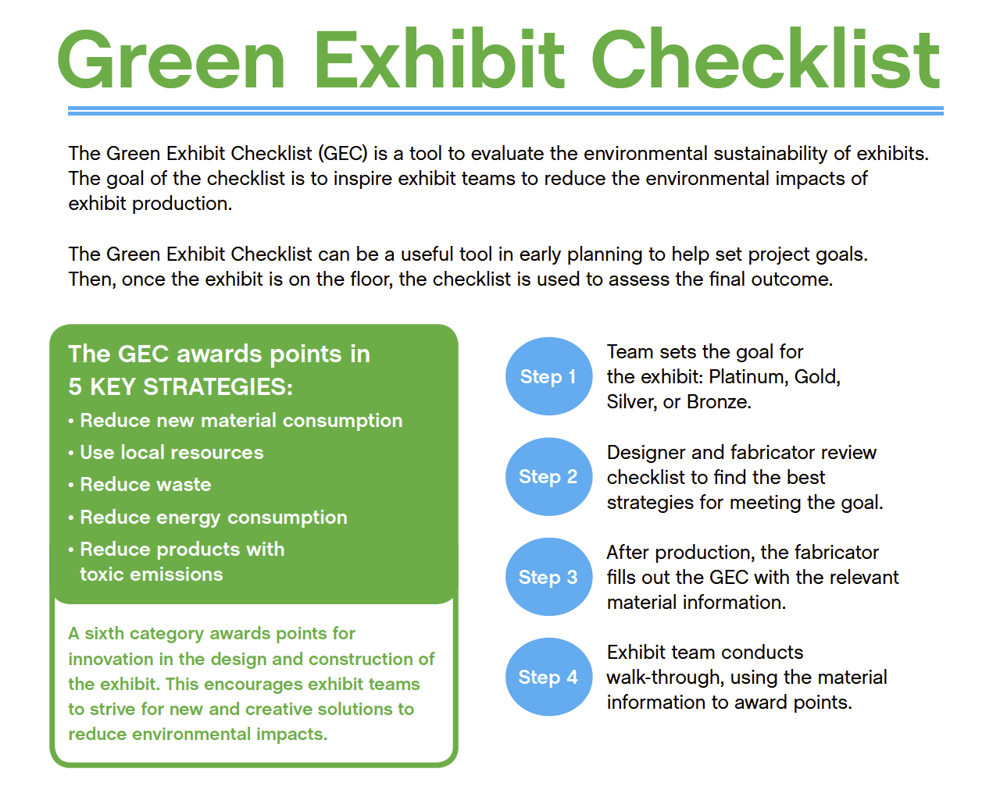 Green Exhibit Checklist
The Green Exhibit Checklist (GEC) is a tool to evaluate the environmental sustainability of exhibits.
The goal of the checklist is to inspire exhibit teams to reduce the environmental impacts of
exhibit production.
The Green Exhibit Checklist can be a useful tool in early planning to help set project goals.
Then, once the exhibit is on the floor, the checklist is used to assess the final outcome.
The GEC awards points in
5 KEY STRATEGIES:
• Reduce new material consumption
• Use local resources
• Reduce waste
• Reduce energy consumption
• Reduce products with
toxic emissions
A sixth category awards points for
innovation in the design and construction of
the exhibit. This encourages exhibit teams
to strive for new and creative solutions to
reduce environmental impacts.
Step 1
Team sets the goal for
the exhibit: Platinum, Gold,
Silver, or Bronze.
Step 2
Designer and fabricator review
checklist to find the best
strategies for meeting the goal.
Step 3
After production, the fabricator
fills out the GEC with the relevant
material information.
Step 4
Exhibit team conducts
walk-through, using the material
information to award points.